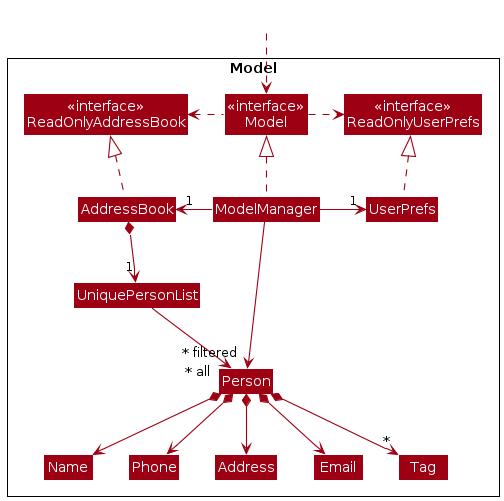 Model
«interface»
ReadOnlyAddressBook
«interface»
Model
«interface»
ReadOnlyUserPrefs
AddressBook
1
ModelManager
1
UserPrefs
1
UniquePersonList
* filtered
* all
Person
*
Name
Phone
Address
Email
Tag